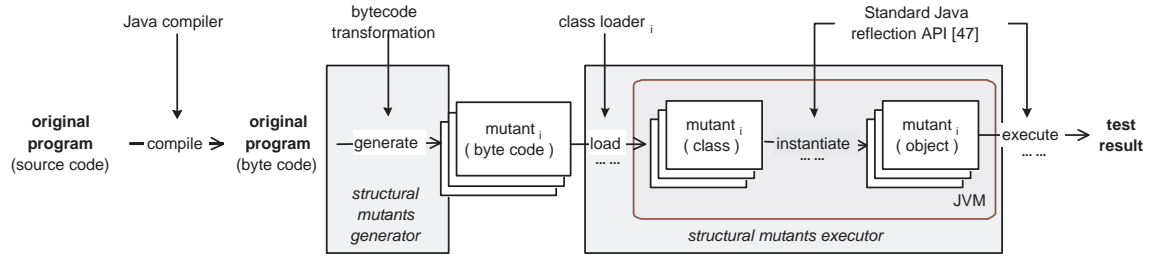 Java compiler
bytecode
transformation
class loader i
Standard Java
reflection API [47]
original
program
(source code)
compile
original
program
(byte code)
generate
mutant i
( byte code )
load
... ...
mutant i
( class )
instantiate
... ...
mutant i
( object )
execute
... ...
test
result
structural
mutants
generator
JVM
structural mutants executor